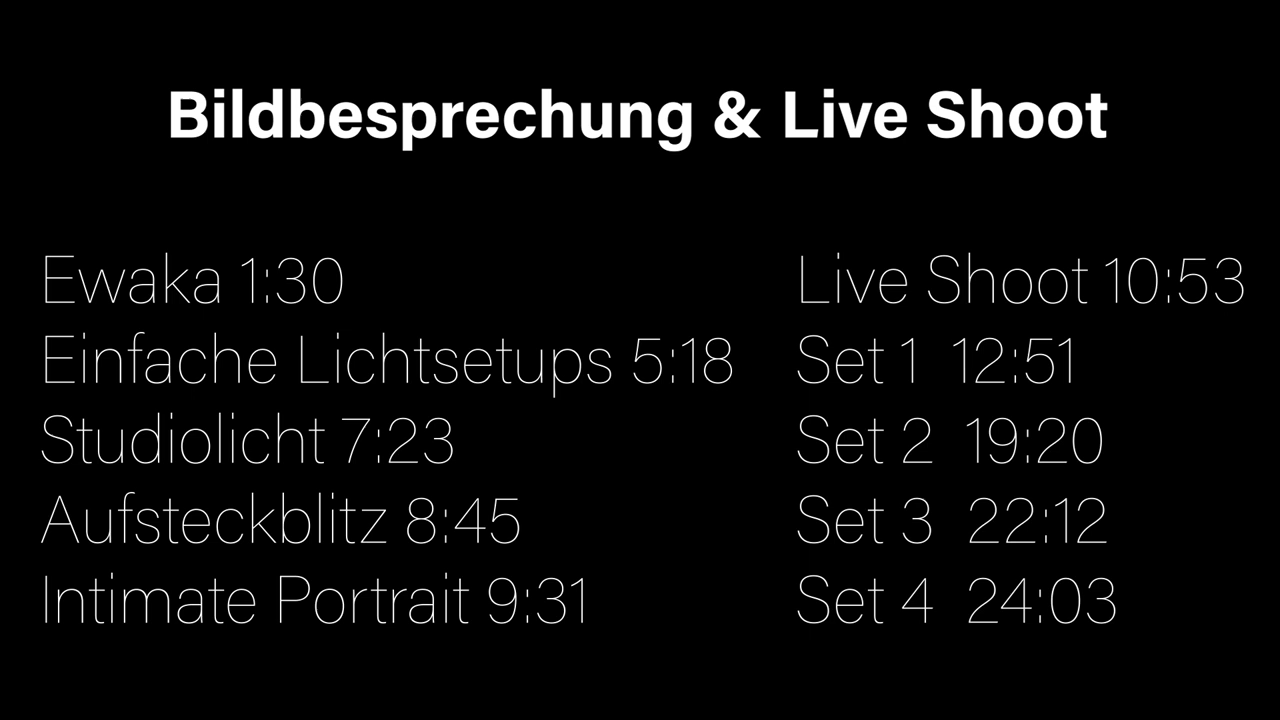 Bildbesprechung & Live Shoot
Ewaka 1:30
Einfache Lichtsetups 5:18
Studiolicht 7:23
Aufsteckblitz 8:45
Intimate Portrait 9:31
Live Shoot 10:53
Set 1 12:51
Set 2 19:20
Set 3 22:12
Set 4 24:03